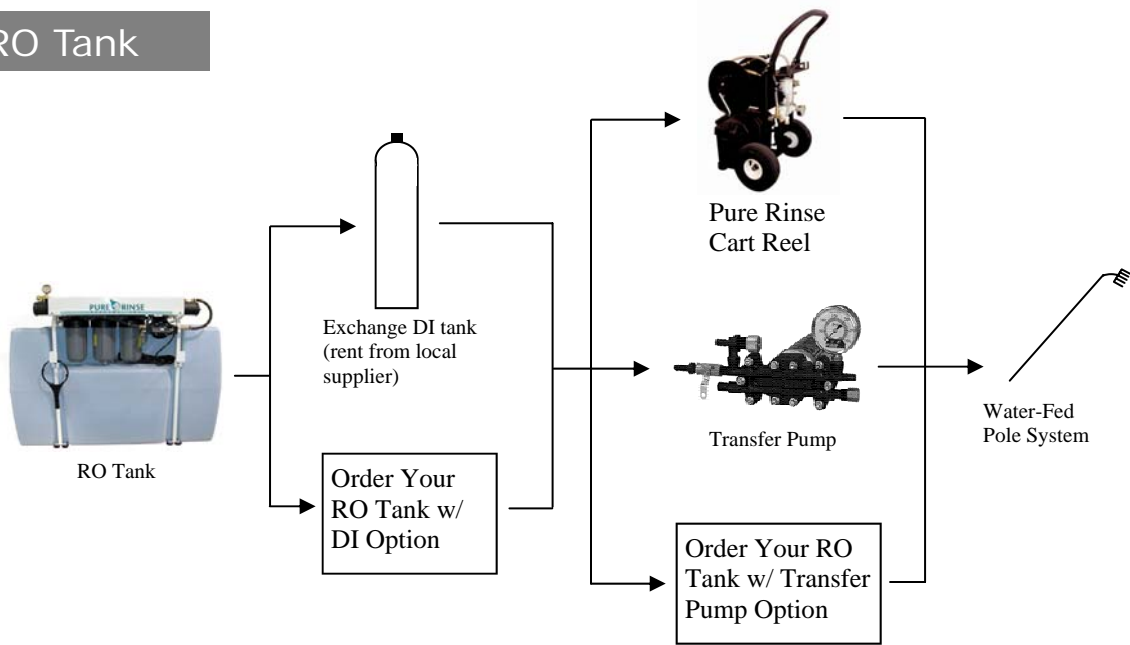 RO Tank
Pure Rinse
Cart Reel
PURE RINSE
Exchange DI tank
(rent from local
supplier)
Transfer Pump
Water-Fed
Pole System
RO Tank
Order Your
RO Tank w/
DI Option
Order Your RO
Tank w/ Transfer
Pump Option